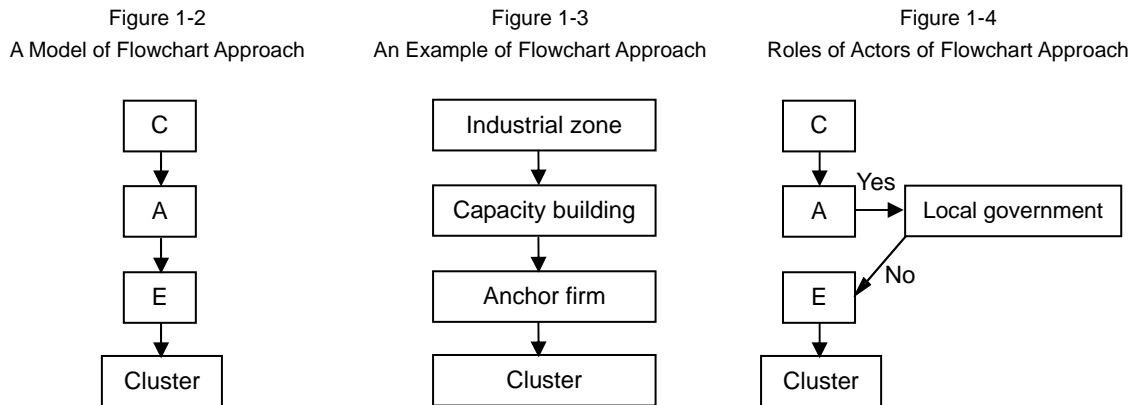 Figure 1-2
A Model of Flowchart Approach
C
A
E
Cluster
Figure 1-3
An Example of Flowchart Approach
Industrial zone
Capacity building
Anchor firm
Cluster
Figure 1-4
Roles of Actors of Flowchart Approach
C
A
Yes
Local government
No
E
Cluster